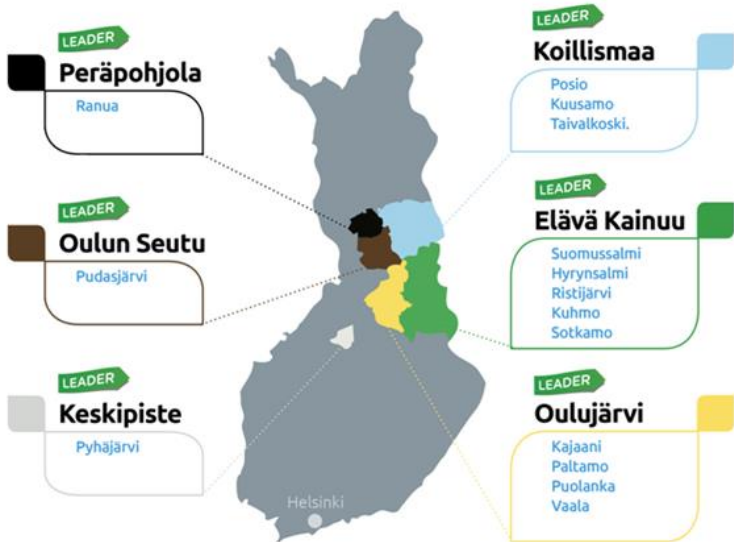 LEADER
Peräpohjola
Ranua
LEADER
Oulun Seutu
Pudasjärvi
LEADER
Keskipiste
Pyhäjärvi
Helsinki
LEADER
Koillismaa
Posio
Kuusamo
Taivalkoski.
LEADER
Elävä Kainuu
Suomussalmi
Hyrynsalmi
Ristijärvi
Kuhmo
Sotkamo
LEADER
Oulujärvi
Kajaani
Paltamo
Puolanka
Vaala